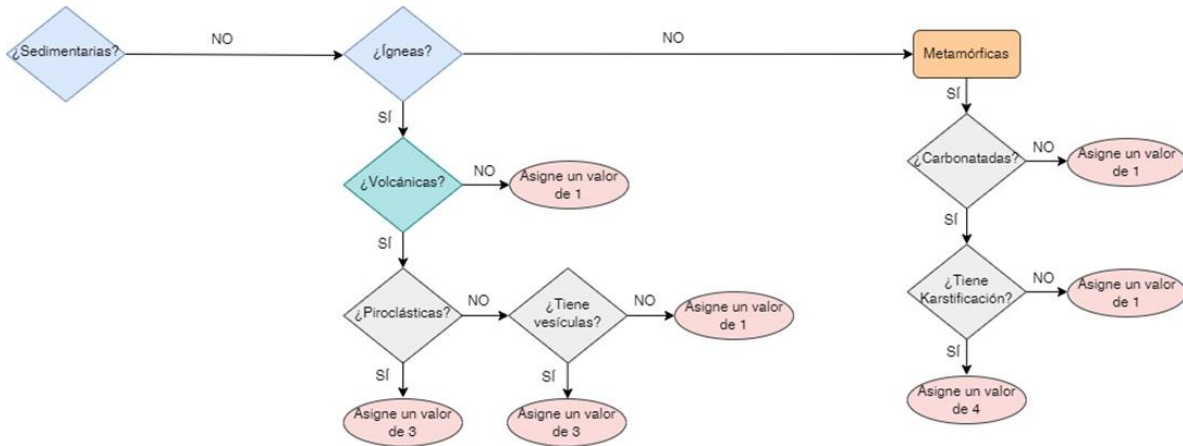 ¿Sedimentarias?
NO
¿Ígneas?
NO
Metamórficas
SÍ
SÍ
¿Volcánicas?
NO
Asigne un valor
de 1
¿Carbonatadas?
NO
Asigne un valor
de 1
SÍ
SÍ
¿Piroclásticas?
NO
¿Tiene
vesículas?
NO
Asigne un valor
de 1
¿Tiene
Karstificación?
NO
Asigne un valor
de 1
SÍ
SÍ
SÍ
Asigne un valor
de 3
Asigne un valor
de 3
Asigne un valor
de 4